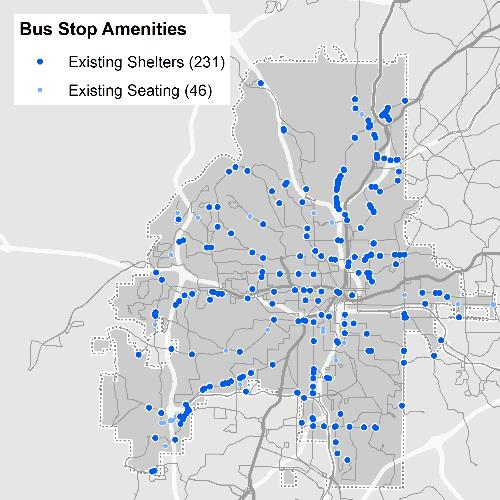 Bus Stop Amenities
Existing Shelters (231)
Existing Seating (46)